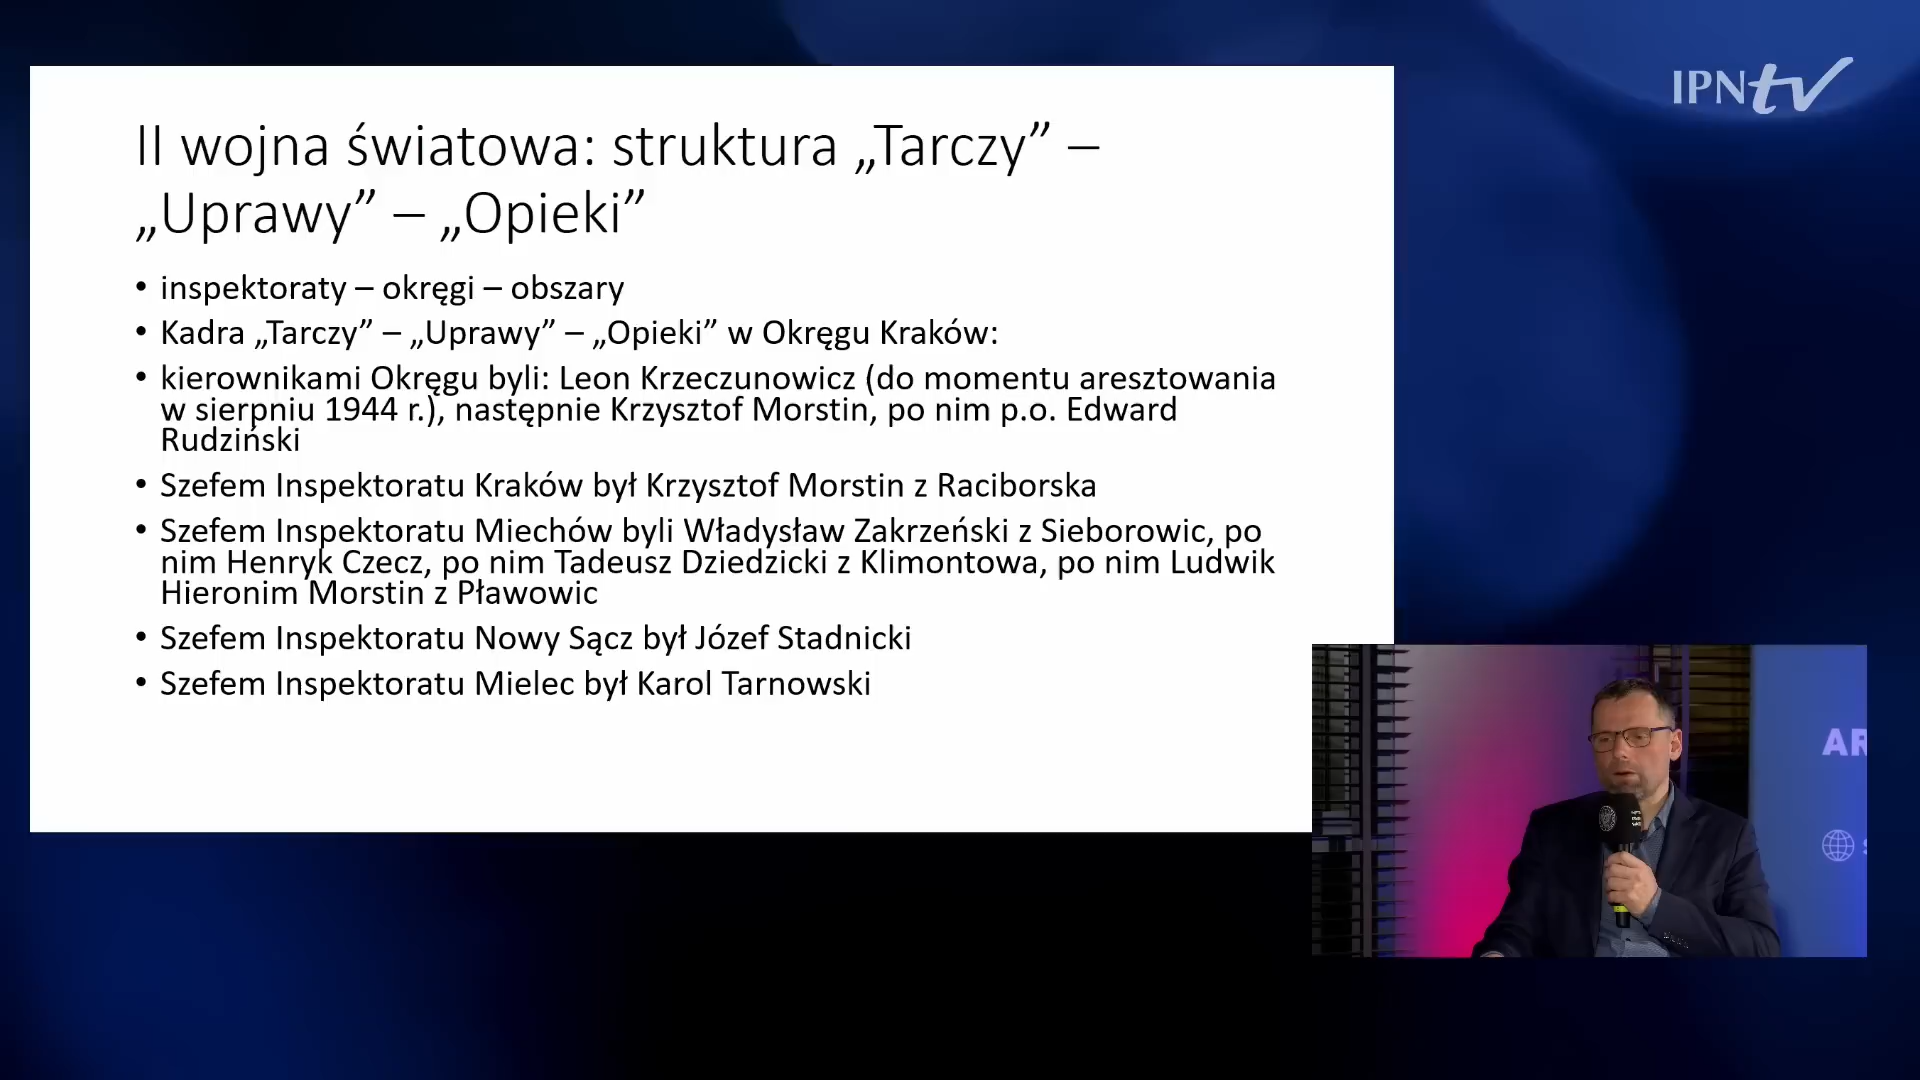 IPNtv
II wojna światowa: struktura „Tarczy” –
„Uprawy” – „Opieki”
• inspektoraty – okręgi – obszary
• Kadra „Tarczy” – „Uprawy” – „Opieki” w Okręgu Kraków:
• kierownikami Okręgu byli: Leon Krzeczunowicz (do momentu aresztowania
w sierpniu 1944 r.), następnie Krzysztof Morstin, po nim p.o. Edward
Rudziński
• Szefem Inspektoratu Kraków był Krzysztof Morstin z Raciborska
• Szefem Inspektoratu Miechów byli Władysław Zakrzeński z Sieborowic, po
nim Henryk Czecz, po nim Tadeusz Dziedzicki z Klimontowa, po nim Ludwik
Hieronim Morstin z Pławowic
• Szefem Inspektoratu Nowy Sącz był Józef Stadnicki
• Szefem Inspektoratu Mielec był Karol Tarnowski
AR